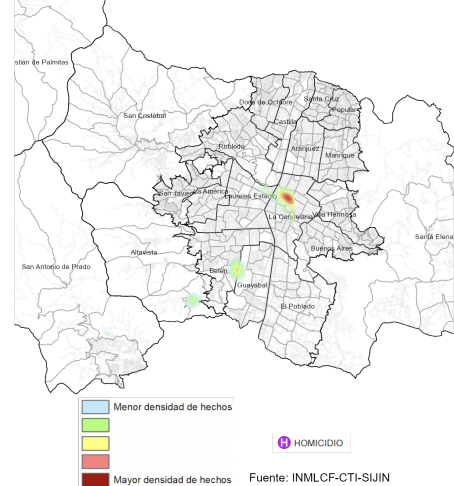 stián de Palmitas
Doce de Octubre
Santa Cruz
Popular
San Cristóbal
Castilla
Robledo
Aranjuez
Manrique
San Javier
La América
Laureles Estadio
La Candelaria
Villa Hermosa
Santa Elena
Buenos Aires
Altavista
San Antonio de Prado
Belén
Guayabal
El Poblado
Menor densidad de hechos
H HOMICIDIO
Mayor densidad de hechos
Fuente: INMLCF-CTI-SIJIN